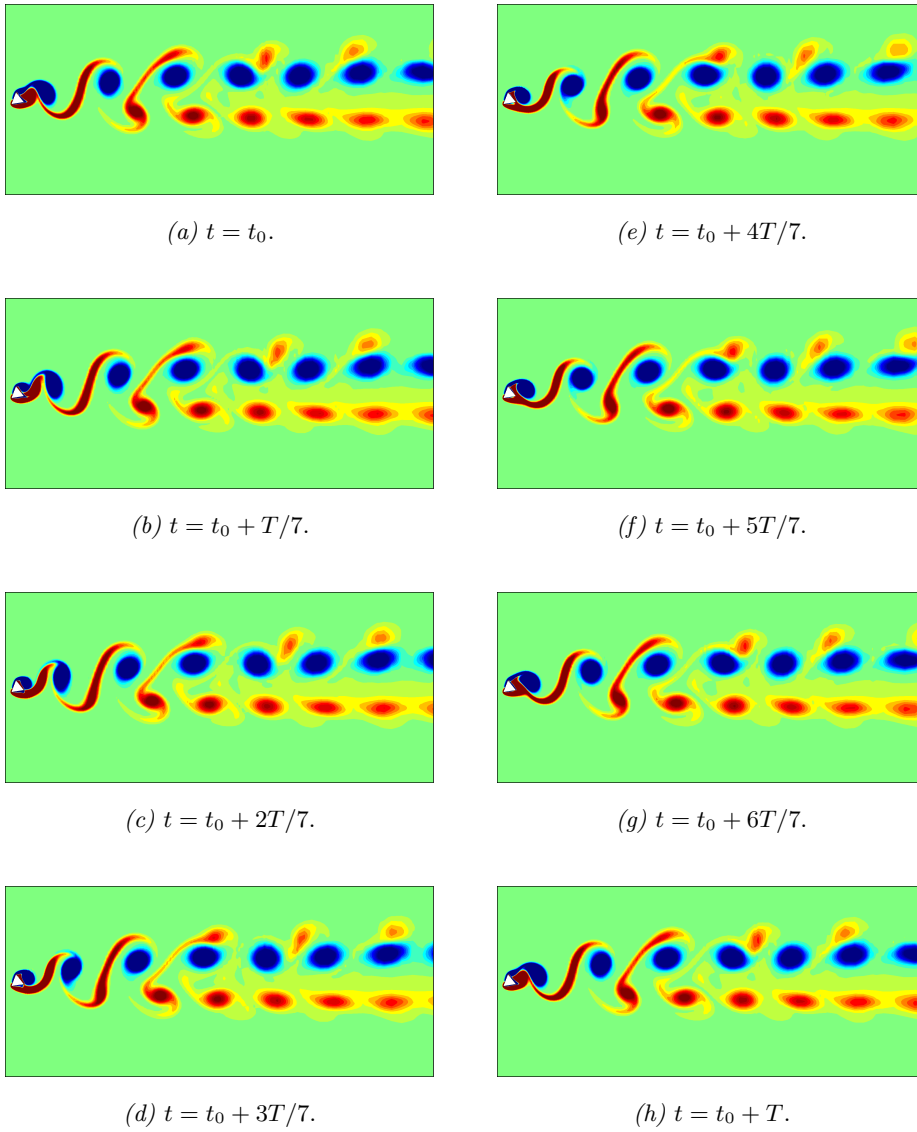 (a) t = t₀.
(e) t = t₀ + 4T/7.
(b) t = t₀ + T/7.
(f) t = t₀ + 5T/7.
(c) t = t₀ + 2T/7.
(g) t = t₀ + 6T/7.
(d) t = t₀ + 3T/7.
(h) t = t₀ + T.